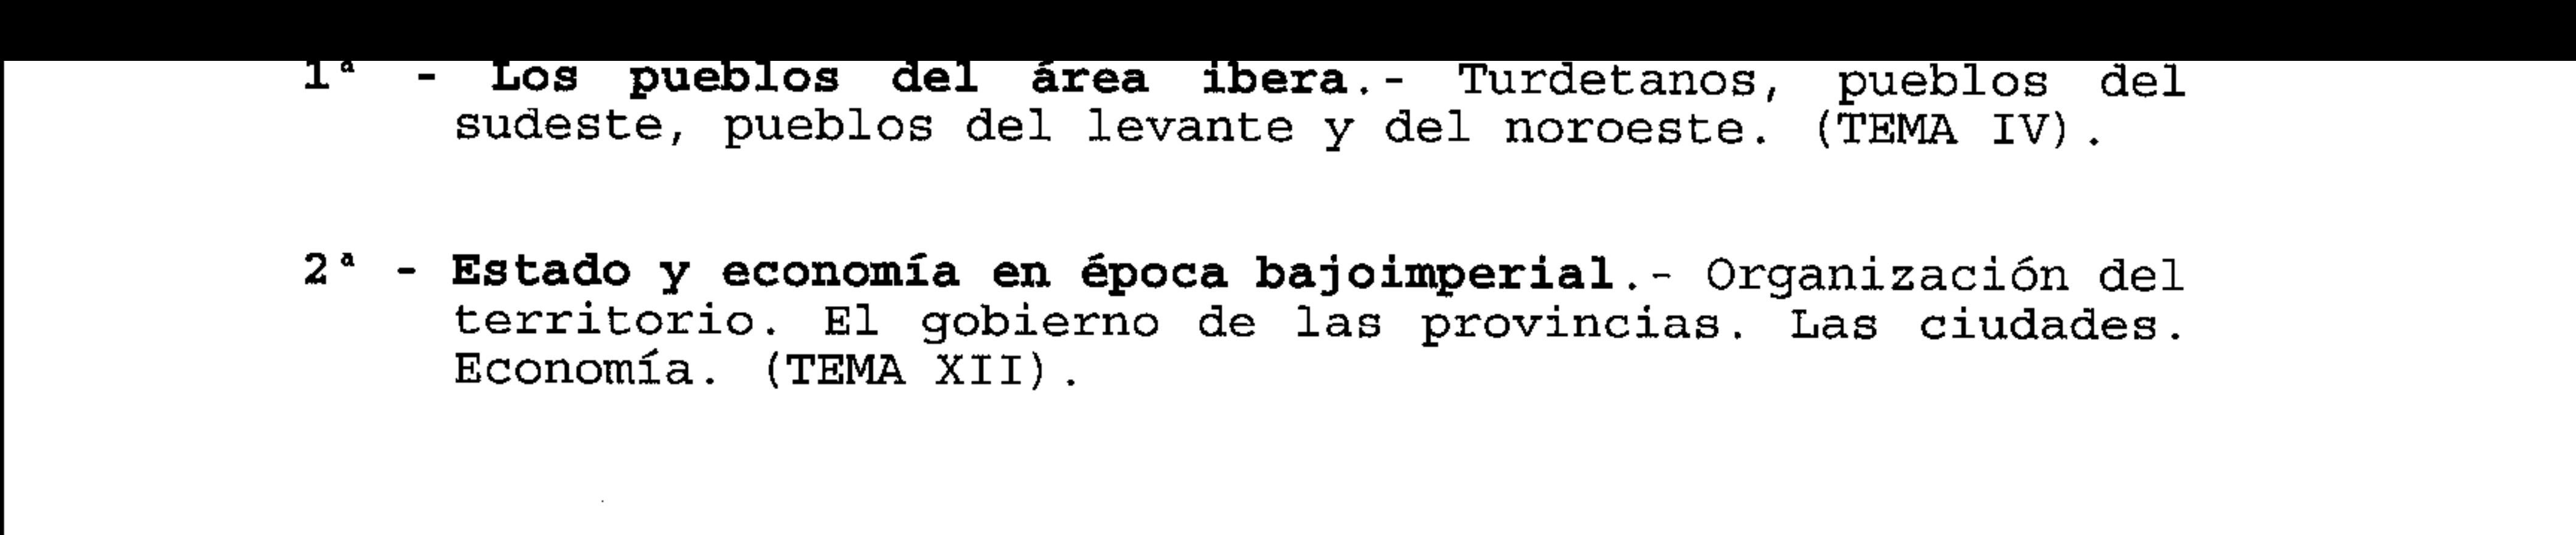 1ª - Los pueblos del área ibera.- Turdetanos, pueblos del
sudeste, pueblos del levante y del noroeste. (TEMA IV).
2ª - Estado y economía en época bajoimperial.- Organización del
territorio. El gobierno de las provincias. Las ciudades.
Economía. (TEMA XII).